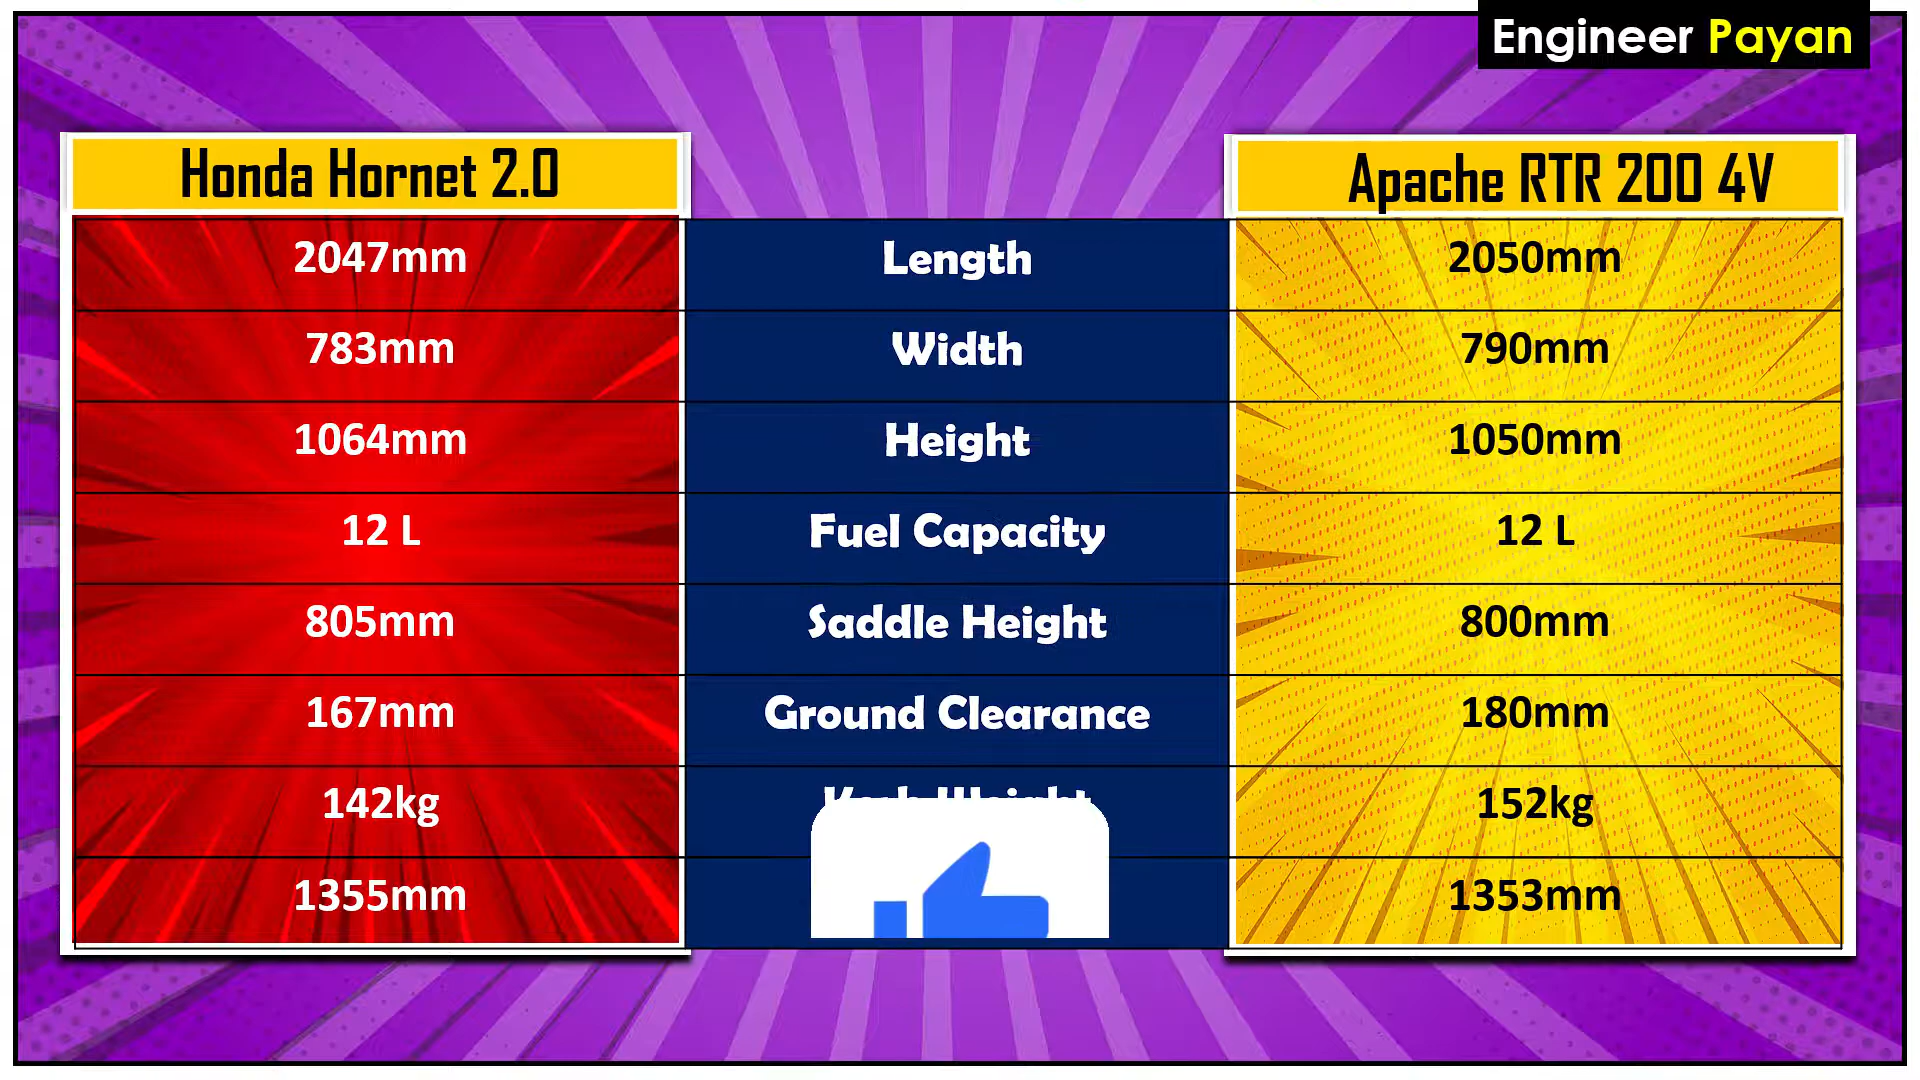 Engineer Payan
Honda Hornet 2.0 Apache RTR 200 4V
2047mm Length 2050mm
783mm Width 790mm
1064mm Height 1050mm
12 L Fuel Capacity 12 L
805mm Saddle Height 800mm
167mm Ground Clearance 180mm
142kg 152kg
1355mm 1353mm